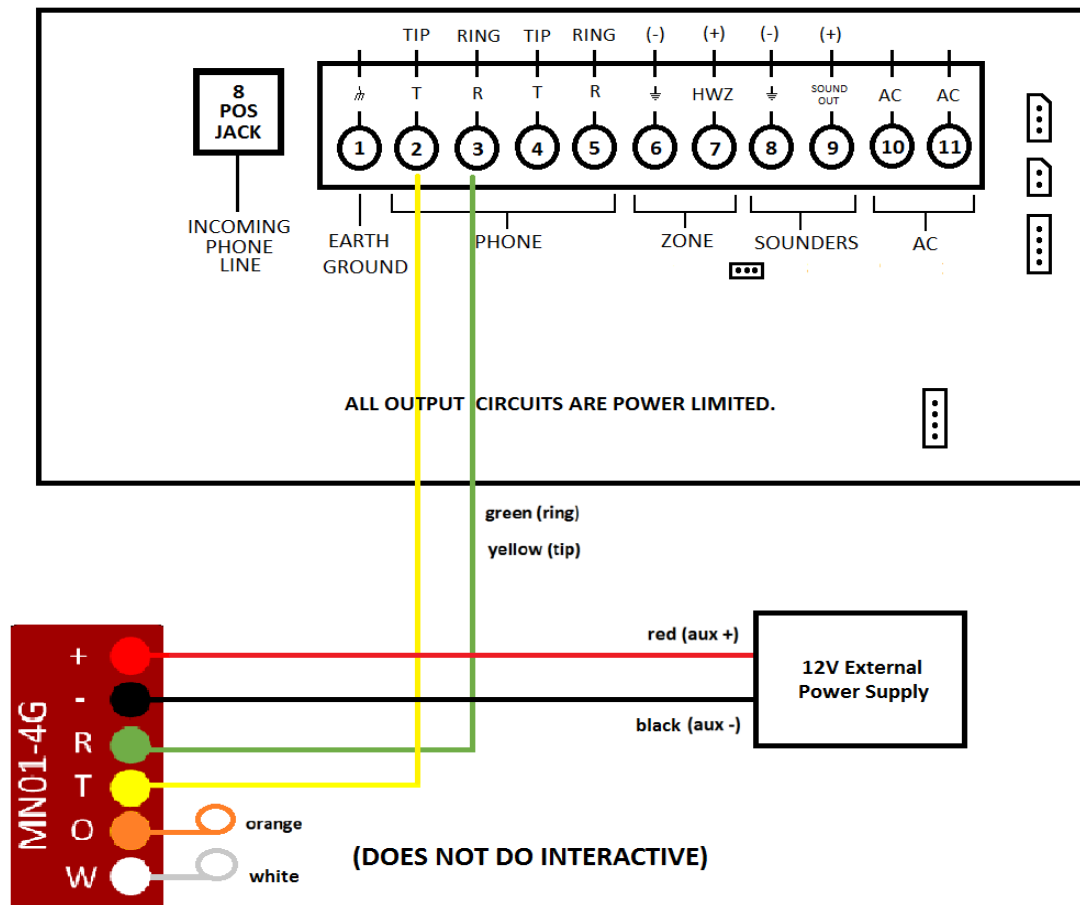 TIP RING TIP RING (-) (+) (-) (+)
T R T R HWZ SOUND OUT AC AC
1 2 3 4 5 6 7 8 9 10 11
8
POS
JACK
INCOMING
PHONE
LINE
EARTH
GROUND
PHONE
ZONE
SOUNDERS
AC
ALL OUTPUT CIRCUITS ARE POWER LIMITED.
green (ring)
yellow (tip)
MN01-4G
+
-
R
T
O
W
red (aux +)
black (aux -)
12V External
Power Supply
orange
white
(DOES NOT DO INTERACTIVE)